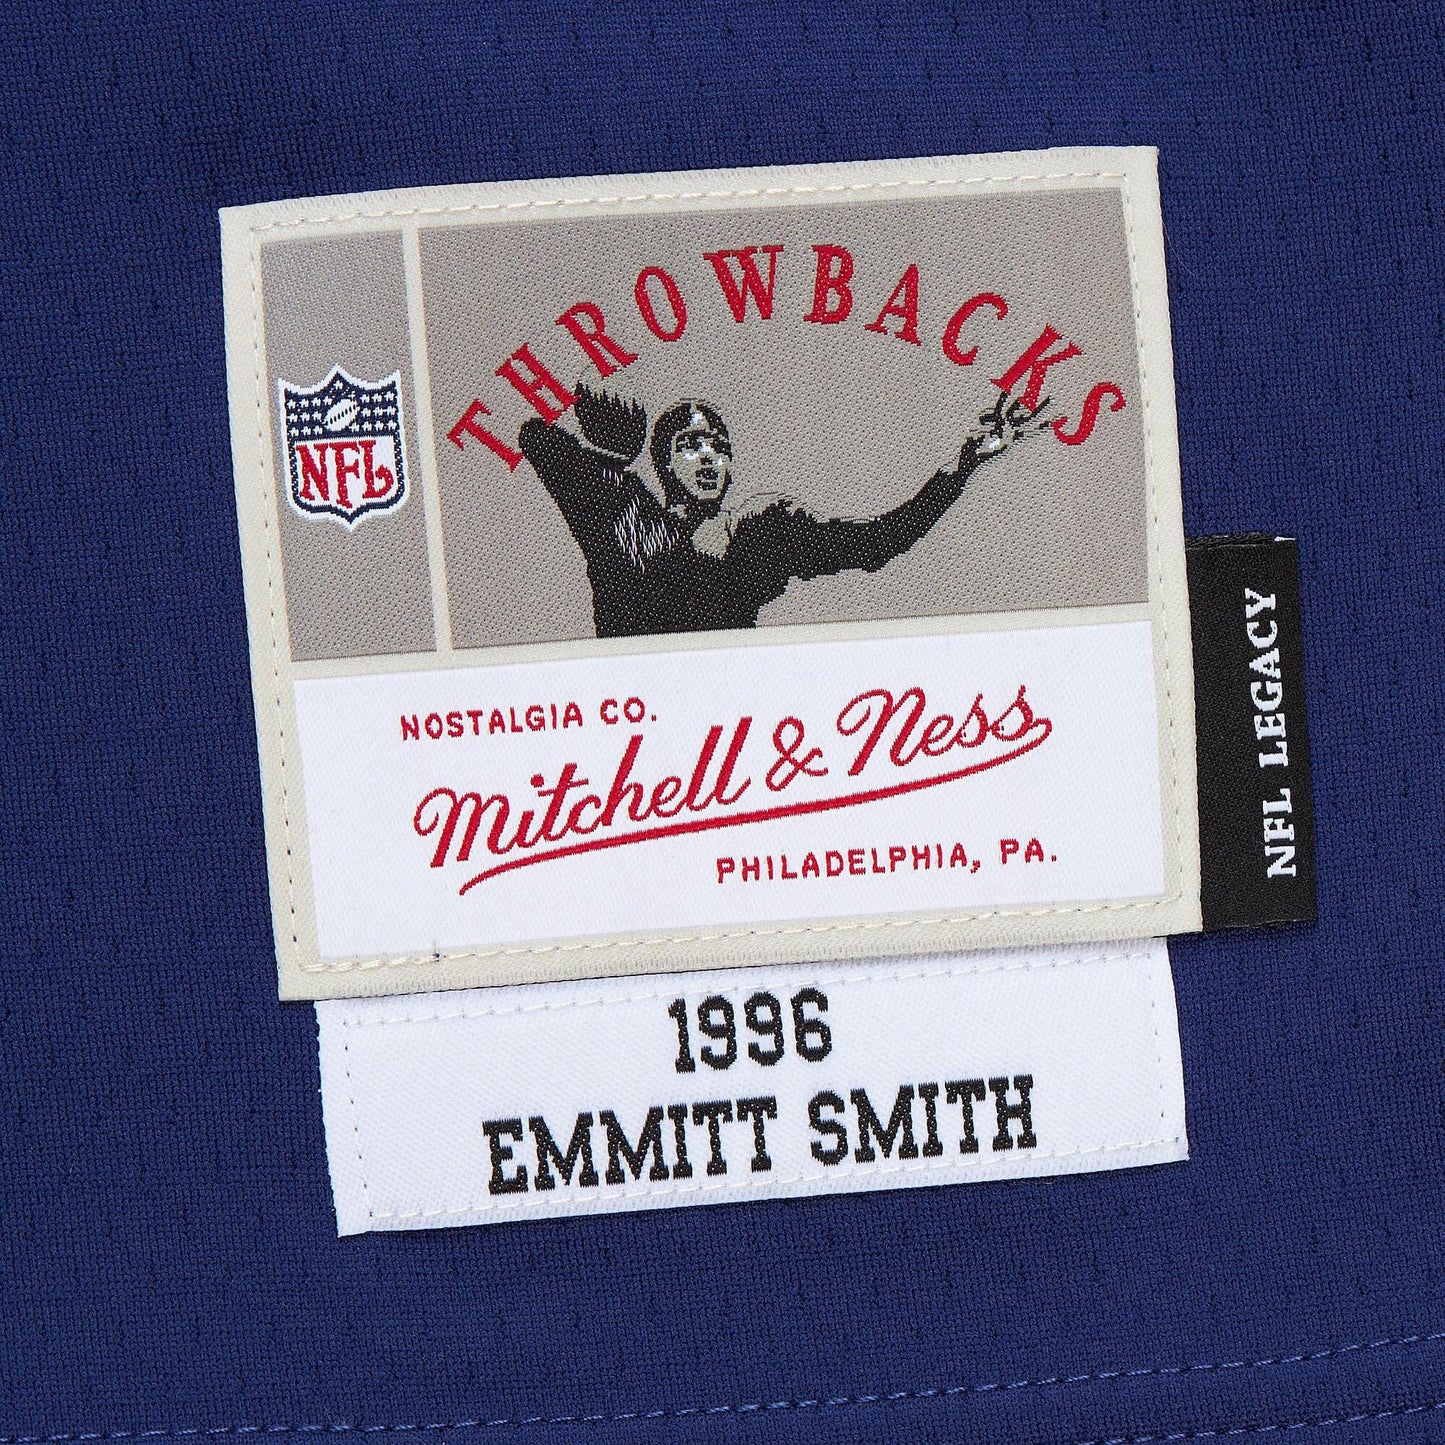 THROWBACKS
NFL
NOSTALGIA CO.
Mitchell & Ness
PHILADELPHIA, PA.
NFL LEGACY
1996
EMMITT SMITH